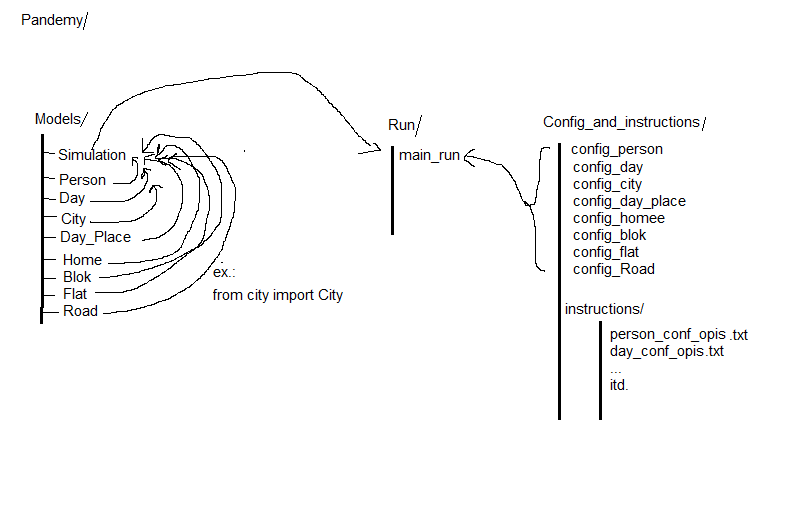 Pandemy/
Models/
Simulation
Person
Day
City
Day_Place
Home
Blok
Flat
Road
ex.:
from city import City
Run/
main_run
Config_and_instructions/
config_person
config_day
config_city
config_day_place
config_homee
config_blok
config_flat
config_Road
instructions/
person_conf_opis .txt
day_conf_opis.txt
...
itd.